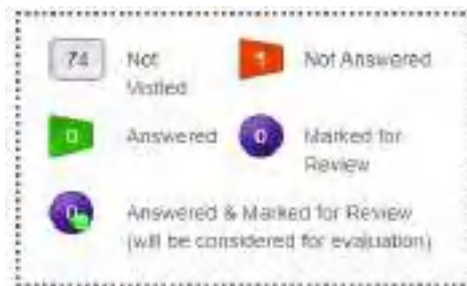 74 Not Visited 1 Not Answered
0 Answered 0 Marked for Review
0 Answered & Marked for Review
(will be considered for evaluation)